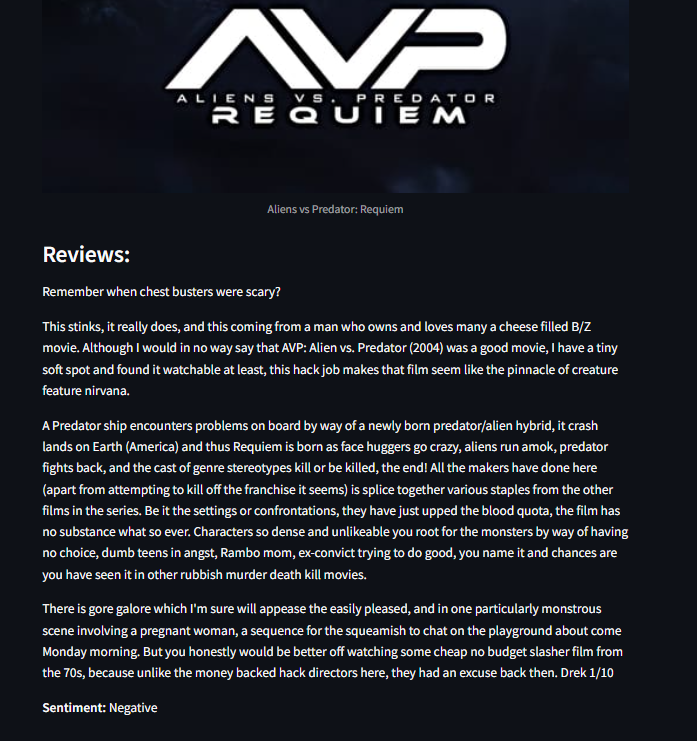 AVP
ALIENS VS. PREDATOR
REQUIEM
Aliens vs Predator: Requiem
Reviews:
Remember when chest busters were scary?
This stinks, it really does, and this coming from a man who owns and loves many a cheese filled B/Z
movie. Although I would in no way say that AVP: Alien vs. Predator (2004) was a good movie, I have a tiny
soft spot and found it watchable at least, this hack job makes that film seem like the pinnacle of creature
feature nirvana.
A Predator ship encounters problems on board by way of a newly born predator/alien hybrid, it crash
lands on Earth (America) and thus Requiem is born as face huggers go crazy, aliens run amok, predator
fights back, and the cast of genre stereotypes kill or be killed, the end! All the makers have done here
(apart from attempting to kill off the franchise it seems) is splice together various staples from the other
films in the series. Be it the settings or confrontations, they have just upped the blood quota, the film has
no substance what so ever. Characters so dense and unlikeable you root for the monsters by way of having
no choice, dumb teens in angst, Rambo mom, ex-convict trying to do good, you name it and chances are
you have seen it in other rubbish murder death kill movies.
There is gore galore which I'm sure will appease the easily pleased, and in one particularly monstrous
scene involving a pregnant woman, a sequence for the squeamish to chat on the playground about come
Monday morning. But you honestly would be better off watching some cheap no budget slasher film from
the 70s, because unlike the money backed hack directors here, they had an excuse back then. Drek 1/10
Sentiment: Negative